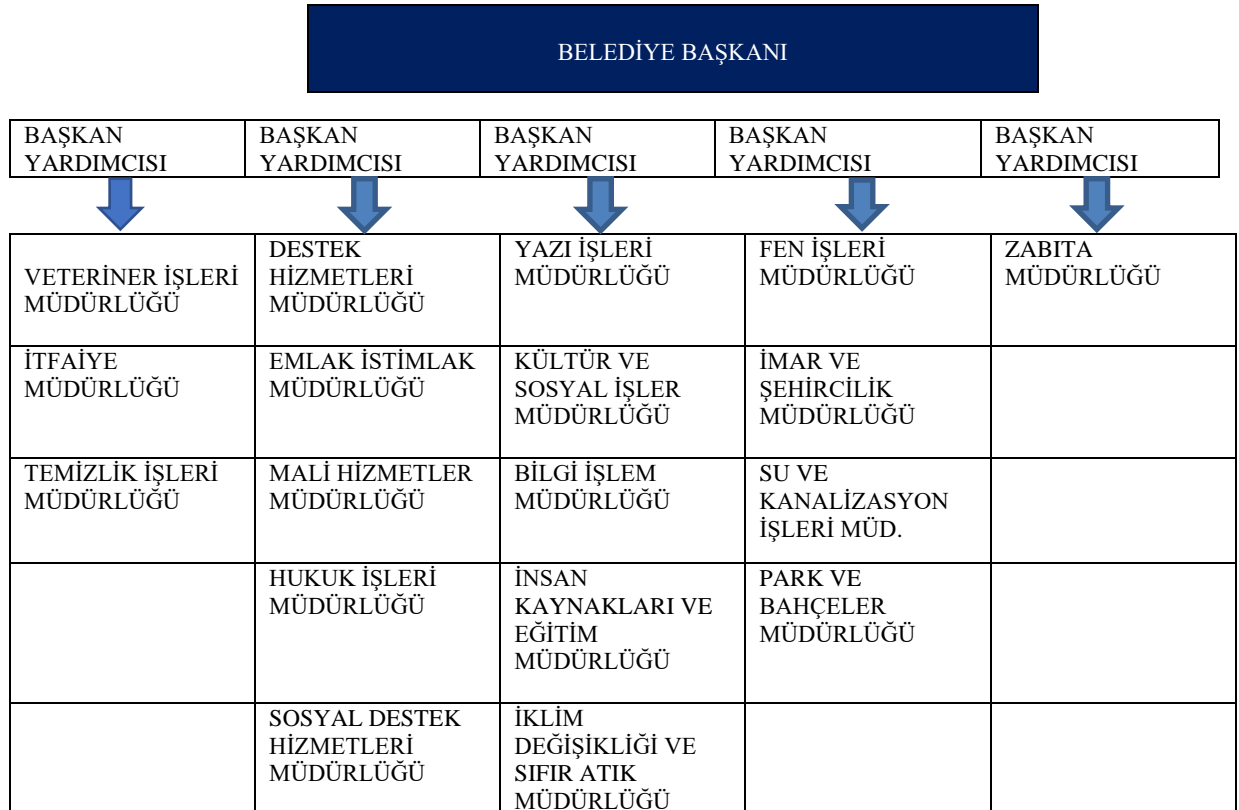 BELEDİYE BAŞKANI
BAŞKAN
YARDIMCISI
BAŞKAN
YARDIMCISI
BAŞKAN
YARDIMCISI
BAŞKAN
YARDIMCISI
BAŞKAN
YARDIMCISI
VETERİNER İŞLERİ
MÜDÜRLÜĞÜ
DESTEK
HİZMETLERİ
MÜDÜRLÜĞÜ
YAZI İŞLERİ
MÜDÜRLÜĞÜ
FEN İŞLERİ
MÜDÜRLÜĞÜ
ZABITA
MÜDÜRLÜĞÜ
İTFAİYE
MÜDÜRLÜĞÜ
EMLAK İSTİMLAK
MÜDÜRLÜĞÜ
KÜLTÜR VE
SOSYAL İŞLER
MÜDÜRLÜĞÜ
İMAR VE
ŞEHİRCİLİK
MÜDÜRLÜĞÜ
TEMİZLİK İŞLERİ
MÜDÜRLÜĞÜ
MALİ HİZMETLER
MÜDÜRLÜĞÜ
BİLGİ İŞLEM
MÜDÜRLÜĞÜ
SU VE
KANALİZASYON
İŞLERİ MÜD.
HUKUK İŞLERİ
MÜDÜRLÜĞÜ
İNSAN
KAYNAKLARI VE
EĞİTİM
MÜDÜRLÜĞÜ
PARK VE
BAHÇELER
MÜDÜRLÜĞÜ
SOSYAL DESTEK
HİZMETLERİ
MÜDÜRLÜĞÜ
İKLİM
DEĞİŞİKLİĞİ VE
SIFIR ATIK
MÜDÜRLÜĞÜ